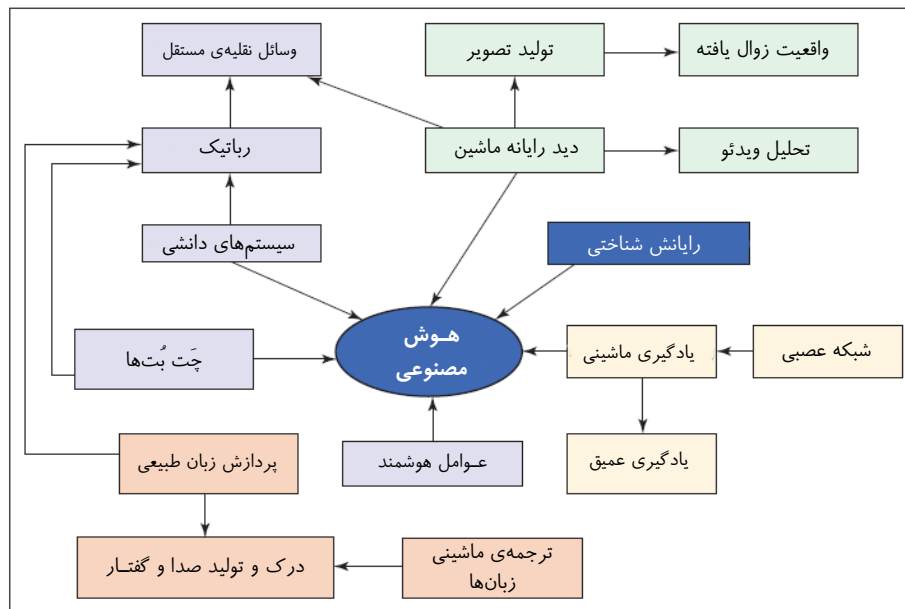 واقعیت زوال یافته
تولید تصویر
وسائل نقلیه‌ی مستقل
تحلیل ویدئو
دید رایانه ماشین
رباتیک
رایانش شناختی
سیستم‌های دانشی
هـوش
مصنوعی
شبکه عصبی
یادگیری ماشینی
چَت بُت‌ها
یادگیری عمیق
عـوامل هوشمند
پردازش زبان طبیعی
ترجمه‌ی ماشینی
زبان‌ها
درک و تولید صدا و گفتـار